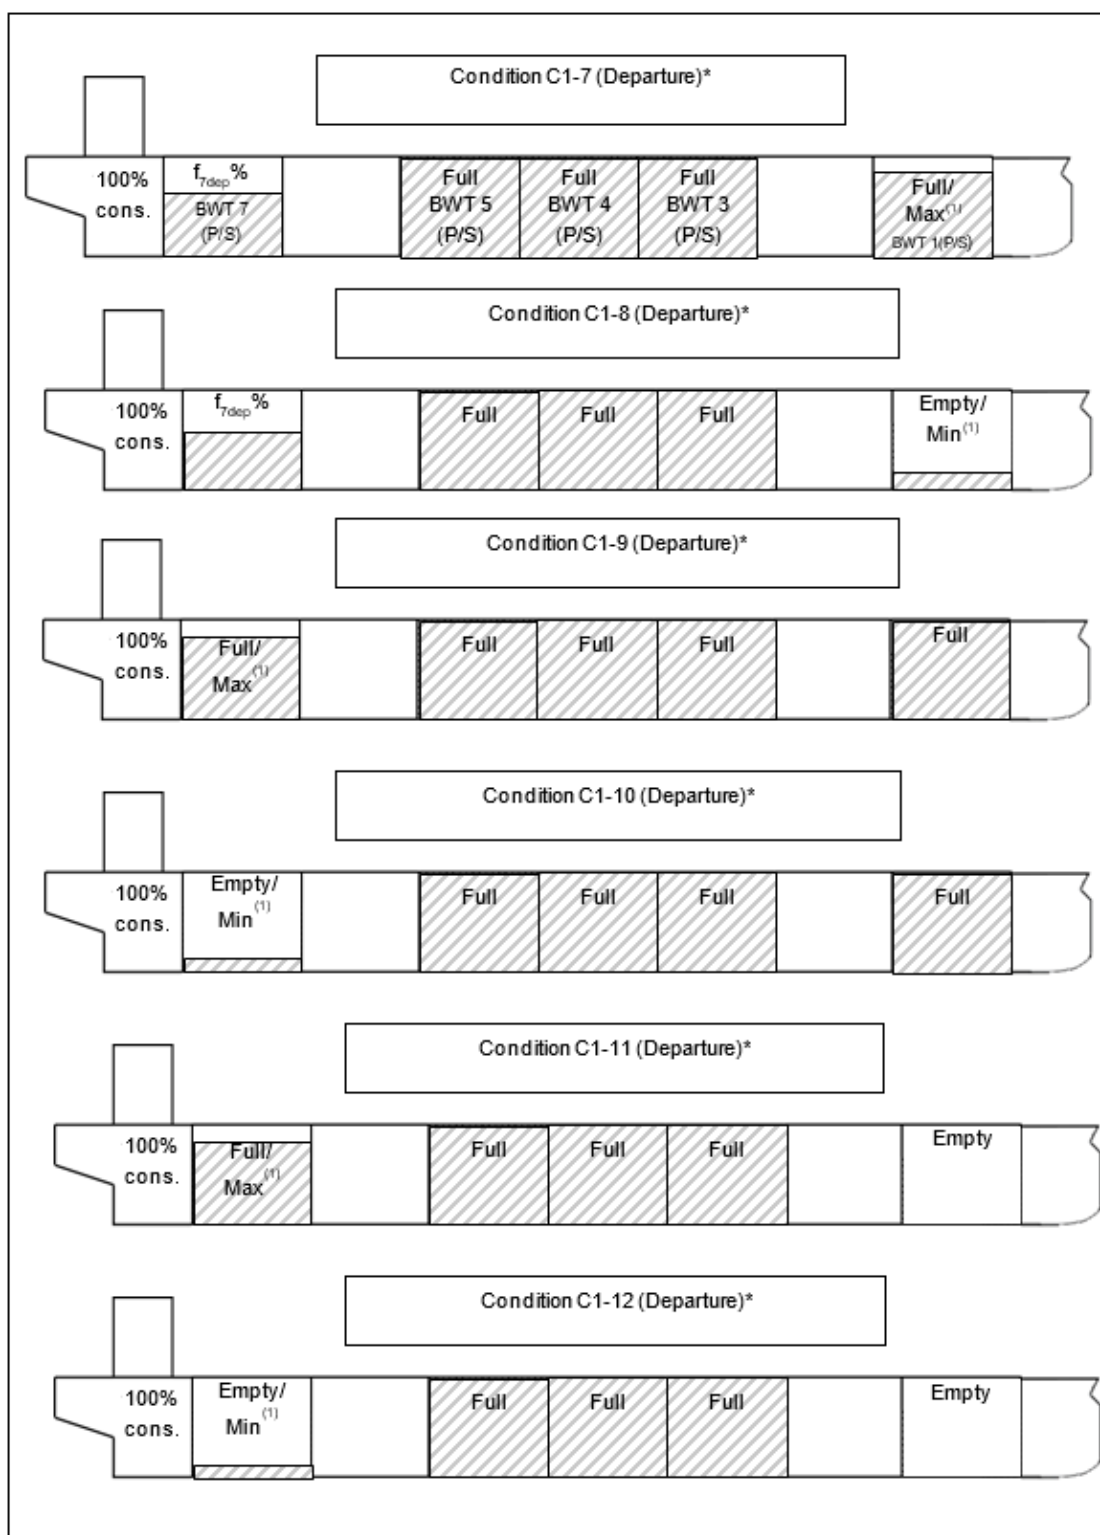 Condition C1-7 (Departure)*
100%
cons.
f7dep%
BWT 7
(P/S)
Full
BWT 5
(P/S)
Full
BWT 4
(P/S)
Full
BWT 3
(P/S)
Full/
Max(1)
BWT 1(P/S)
Condition C1-8 (Departure)*
100%
cons.
f7dep%
Full
Full
Full
Empty/
Min(1)
Condition C1-9 (Departure)*
100%
cons.
Full/
Max(1)
Full
Full
Full
Full
Condition C1-10 (Departure)*
100%
cons.
Empty/
Min(1)
Full
Full
Full
Full
Condition C1-11 (Departure)*
100%
cons.
Full/
Max(1)
Full
Full
Full
Empty
Condition C1-12 (Departure)*
100%
cons.
Empty/
Min(1)
Full
Full
Full
Empty